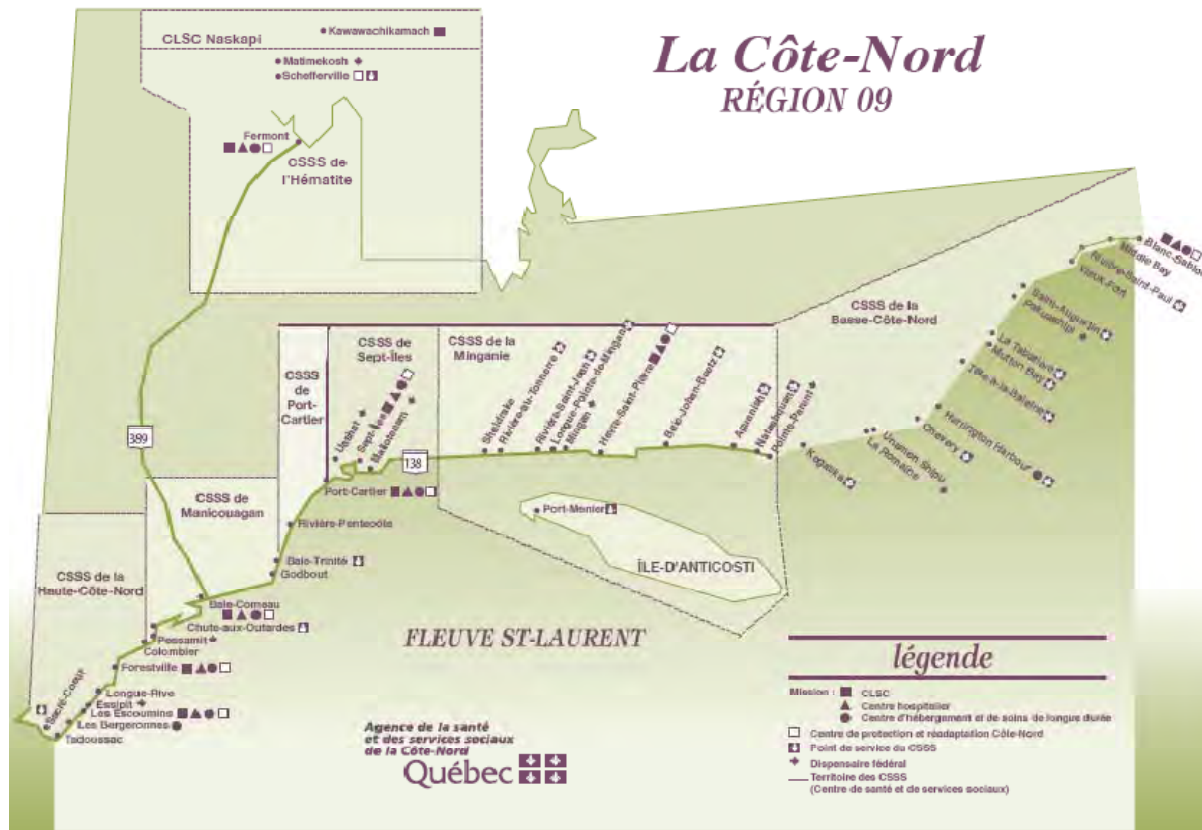 La Côte-Nord
RÉGION 09
CLSC Naskapi
Kawawachikamach
Matimekosh
Schefferville
Fermont
CSSS de
l'Hématite
389
CSSS de
Port-
Cartier
CSSS de
Sept-Îles
CSSS de la
Minganie
CSSS de la
Basse-Côte-Nord
Uashat
Sept-Îles
Maliotenam
138
Sheldrake
Rivière-au-Tonnerre
Rivière-Saint-Jean
Longue-Pointe-de-Mingan
Mingan
Havre-Saint-Pierre
Baie-Johan-Beetz
Aguanish
Natashquan
Pointe-Parent
Kegaska
Unamen Shipu
La Romaine
Chevery
Harrington Harbour
Tête-à-la-Baleine
Mutton Bay
La Tabatière
Pakuashipi
Saint-Augustin
Vieux-Fort
Rivière-Saint-Paul
Middle Bay
Blanc-Sablon
Port-Cartier
Rivière-Pentecôte
Baie-Trinité
Godbout
CSSS de
Manicouagan
CSSS de la
Haute-Côte-Nord
Baie-Comeau
Chute-aux-Outardes
Pessamit
Colombier
Forestville
Longue-Rive
Essipit
Les Escoumins
Les Bergeronnes
Tadoussac
Sacré-Coeur
Port-Menier
ÎLE-D'ANTICOSTI
FLEUVE ST-LAURENT
Agence de la santé
et des services sociaux
de la Côte-Nord
Québec
légende
Mission : CLSC
Centre hospitalier
Centre d'hébergement et de soins de longue durée
Centre de protection et réadaptation Côte-Nord
Point de service du CSSS
Dispensaire fédéral
Territoire des CSSS
(Centre de santé et de services sociaux)